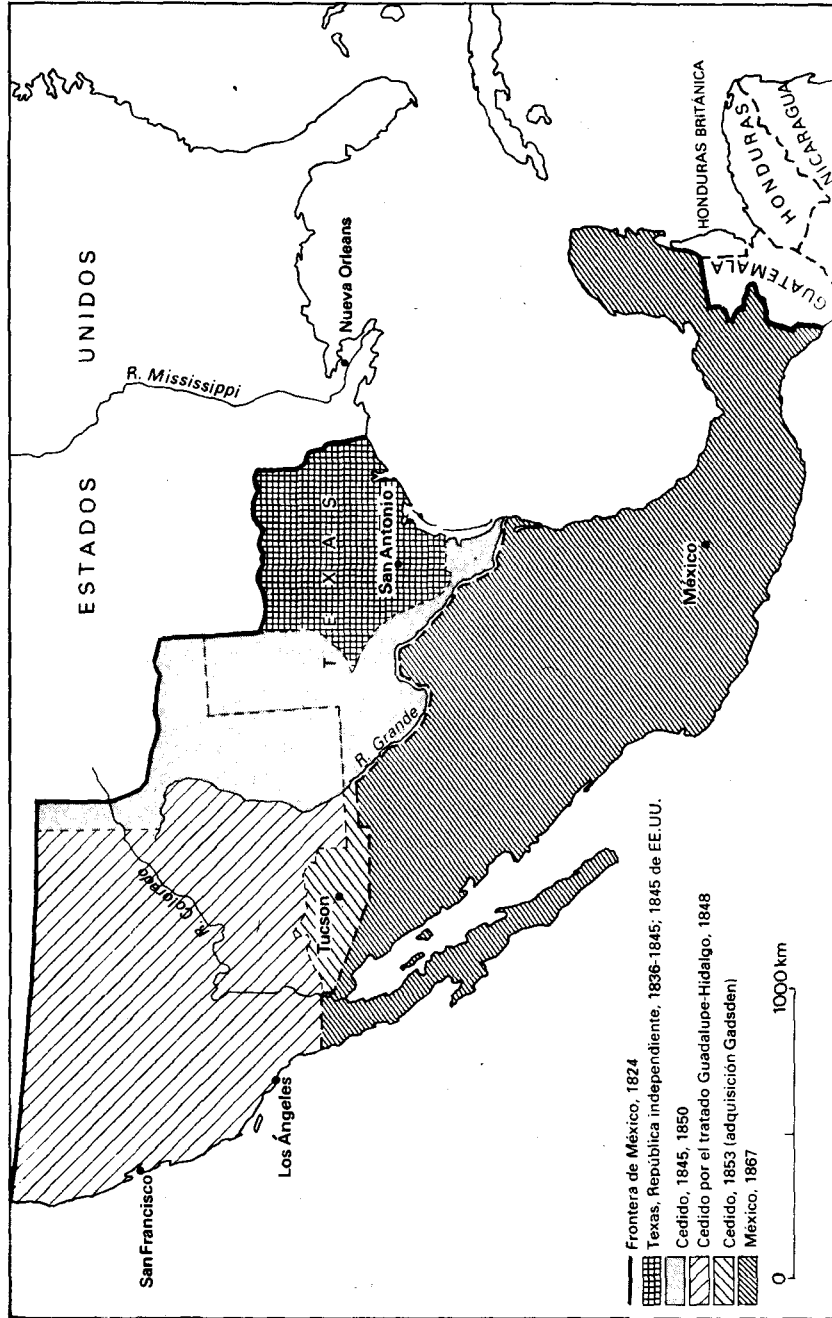 ESTADOS
UNIDOS
R. Mississippi
Nueva Orleans
R. Colorado
TEXAS
San Antonio
R. Grande
San Francisco
Los Ángeles
Tucson
México
HONDURAS BRITÁNICA
GUATEMALA
HONDURAS
NICARAGUA
Frontera de México, 1824
Texas, República independiente, 1836-1845; 1845 de EE.UU.
Cedido, 1845, 1850
Cedido por el tratado Guadalupe-Hidalgo, 1848
Cedido, 1853 (adquisición Gadsden)
México, 1867
0
1000 km